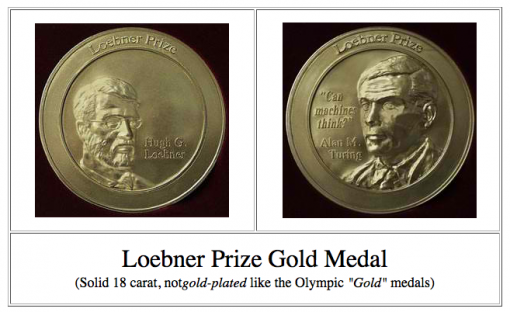 Loebner Prize
Hugh G.
Loebner
Loebner Prize
"Can
machines
think?"
Alan M.
Turing
Loebner Prize Gold Medal
(Solid 18 carat, notgold-plated like the Olympic "Gold" medals)